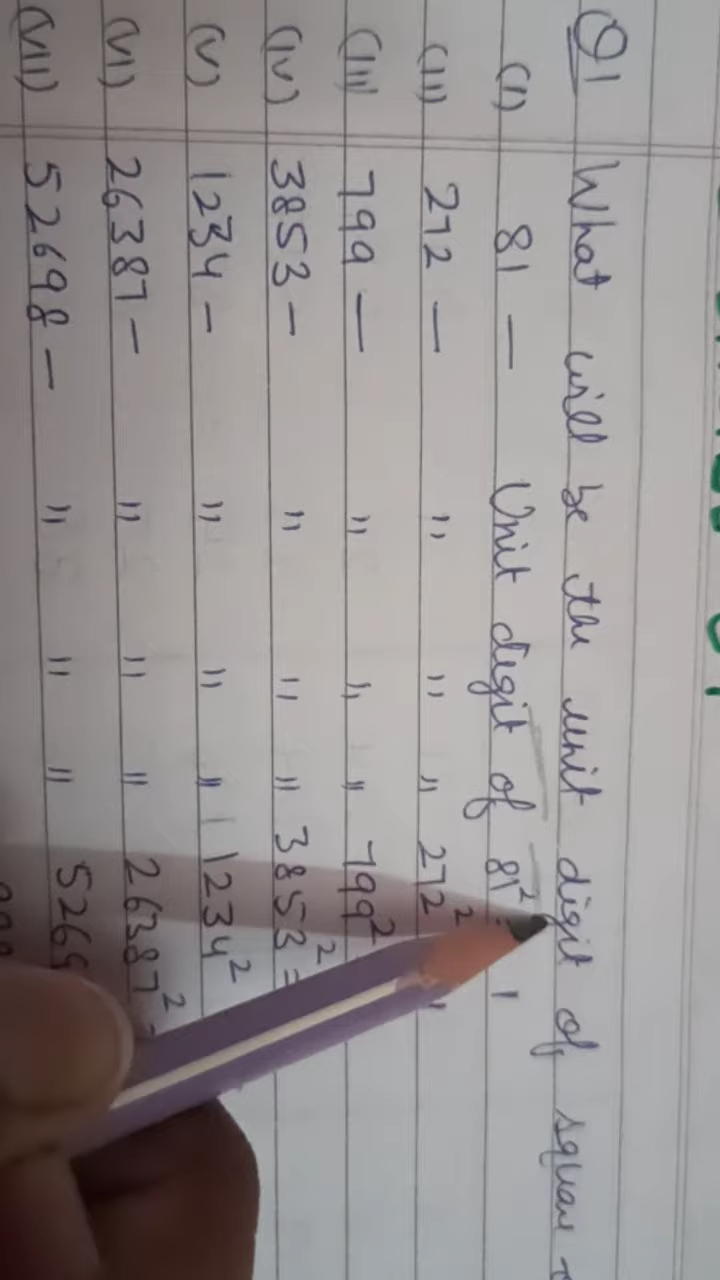 Q1 What will be the unit digit of square
(I) 81 — Unit digit of 81² 1
(II) 272 — " " " 272²
(III) 799 — " " " 799²
(IV) 3853 — " " " 3853² =
(V) 1234 — " " " 1234²
(VI) 26387 — " " " 26387²
(VII) 52698 — " " " 5269